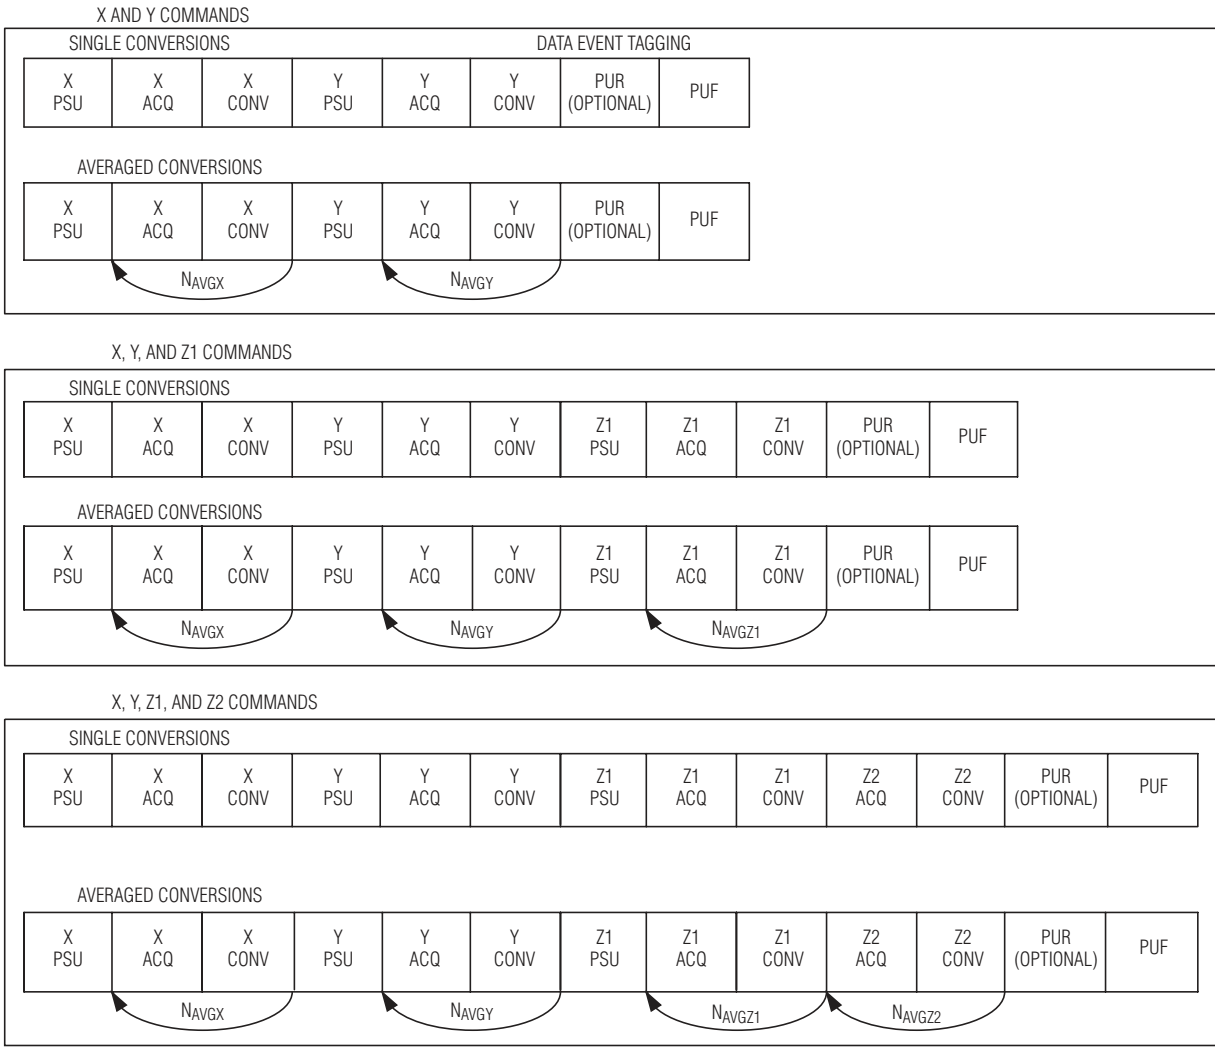 X AND Y COMMANDS
SINGLE CONVERSIONS DATA EVENT TAGGING
X X X Y Y Y PUR PUF
PSU ACQ CONV PSU ACQ CONV (OPTIONAL)
AVERAGED CONVERSIONS
X X X Y Y Y PUR PUF
PSU ACQ CONV PSU ACQ CONV (OPTIONAL)
NAVGX NAVGY
X, Y, AND Z1 COMMANDS
SINGLE CONVERSIONS
X X X Y Y Y Z1 Z1 Z1 PUR PUF
PSU ACQ CONV PSU ACQ CONV PSU ACQ CONV (OPTIONAL)
AVERAGED CONVERSIONS
X X X Y Y Y Z1 Z1 Z1 PUR PUF
PSU ACQ CONV PSU ACQ CONV PSU ACQ CONV (OPTIONAL)
NAVGX NAVGY NAVGZ1
X, Y, Z1, AND Z2 COMMANDS
SINGLE CONVERSIONS
X X X Y Y Y Z1 Z1 Z1 Z2 Z2 PUR PUF
PSU ACQ CONV PSU ACQ CONV PSU ACQ CONV ACQ CONV (OPTIONAL)
AVERAGED CONVERSIONS
X X X Y Y Y Z1 Z1 Z1 Z2 Z2 PUR PUF
PSU ACQ CONV PSU ACQ CONV PSU ACQ CONV ACQ CONV (OPTIONAL)
NAVGX NAVGY NAVGZ1 NAVGZ2